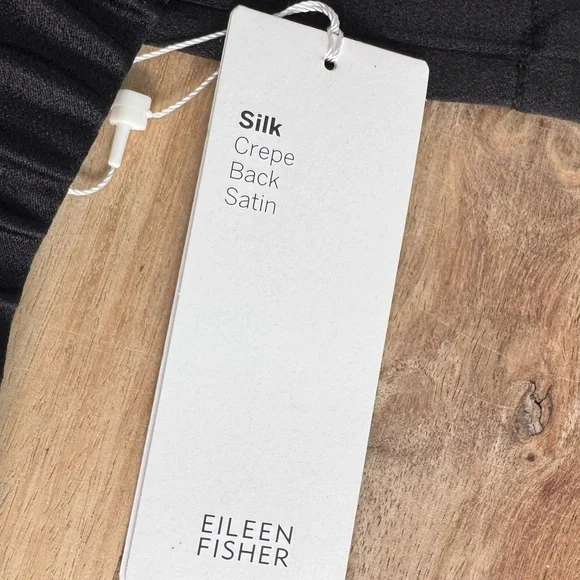 Silk
Crepe
Back
Satin
EILEEN
FISHER